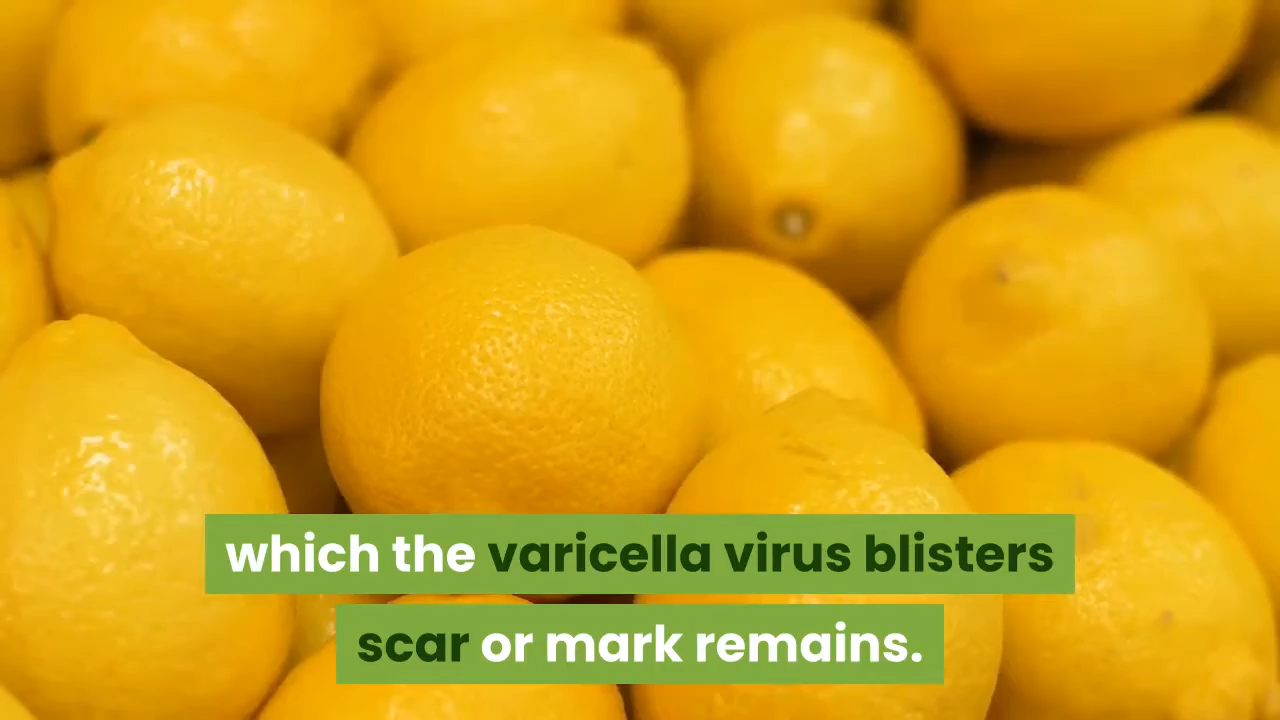 which the varicella virus blisters
scar or mark remains.